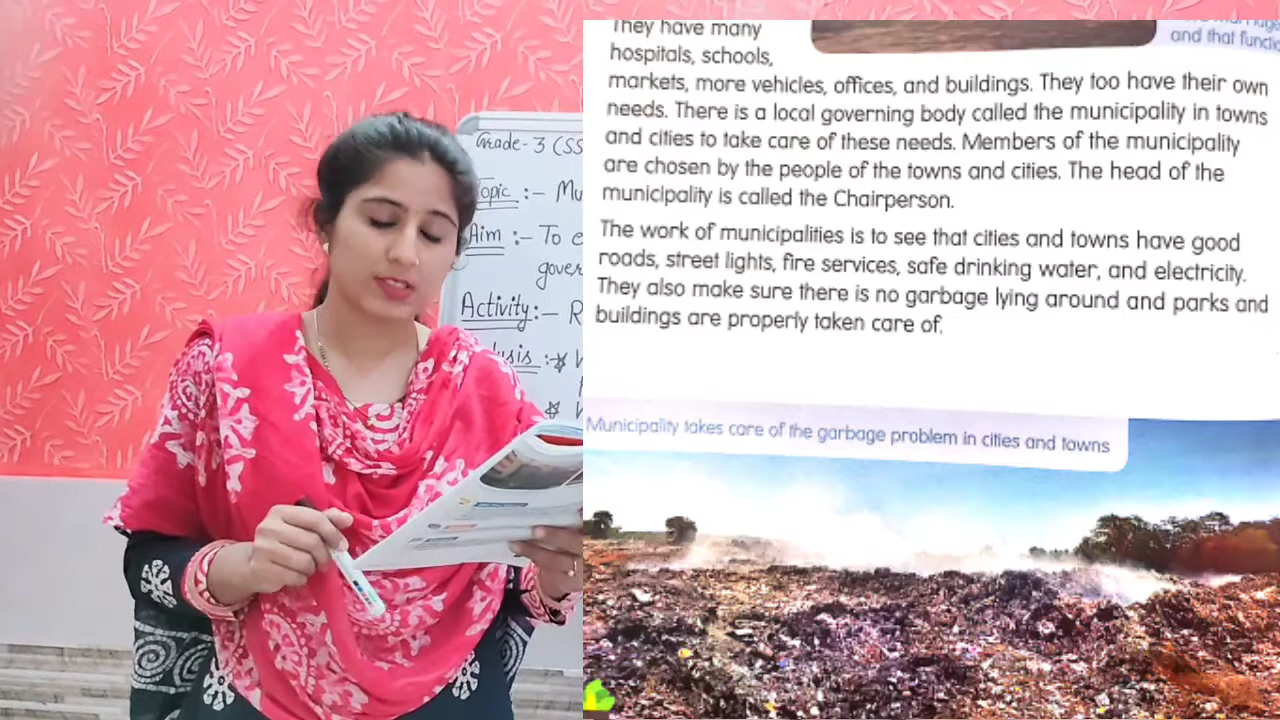 Grade-3 (SS
Topic :- Mu
Aim :- To e
gover
Activity:- R
and that functi
They have many
hospitals, schools,
markets, more vehicles, offices, and buildings. They too have their own
needs. There is a local governing body called the municipality in towns
and cities to take care of these needs. Members of the municipality
are chosen by the people of the towns and cities. The head of the
municipality is called the Chairperson.
The work of municipalities is to see that cities and towns have good
roads, street lights, fire services, safe drinking water, and electricity.
They also make sure there is no garbage lying around and parks and
buildings are properly taken care of.
Municipality takes care of the garbage problem in cities and towns